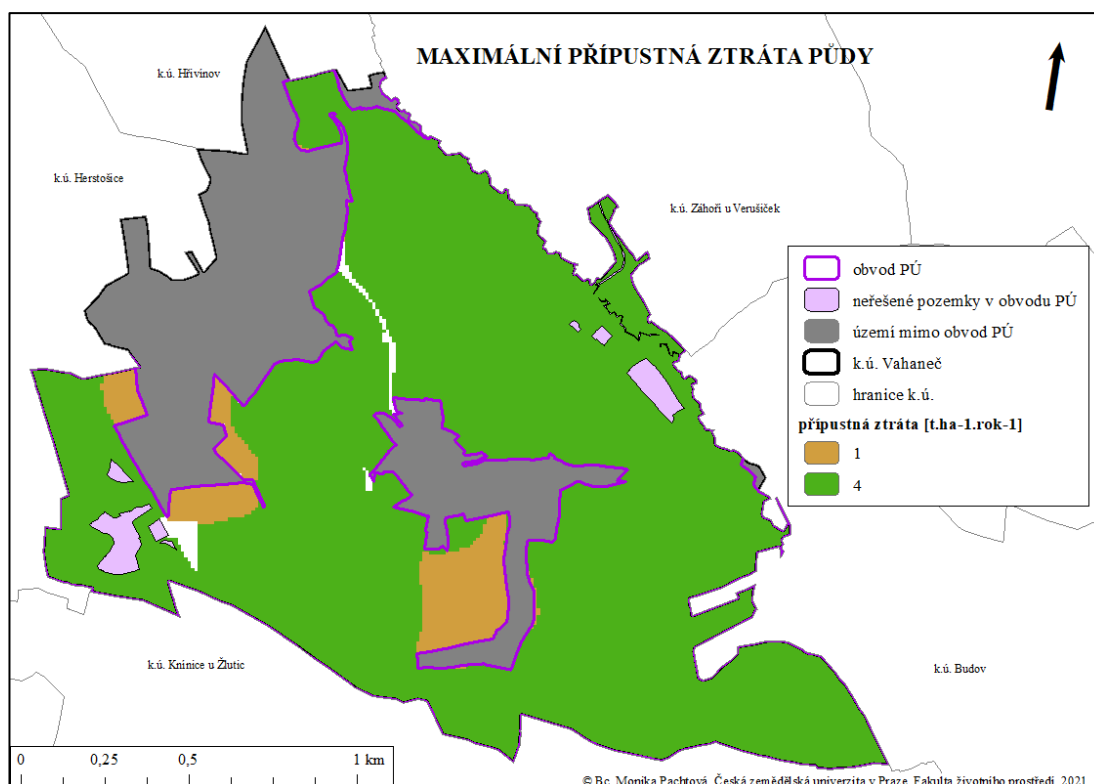 MAXIMÁLNÍ PŘÍPUSTNÁ ZTRÁTA PŮDY
k.ú. Hřivínov
k.ú. Herstošice
k.ú. Záhoří u Verušiček
obvod PÚ
neřešené pozemky v obvodu PÚ
území mimo obvod PÚ
k.ú. Vahaneč
hranice k.ú.
přípustná ztráta [t.ha-1.rok-1]
1
4
k.ú. Knínice u Žlutic
k.ú. Budov
0 0,25 0,5 1 km
© Bc. Monika Pachtová, Česká zemědělská univerzita v Praze, Fakulta životního prostředí, 2021